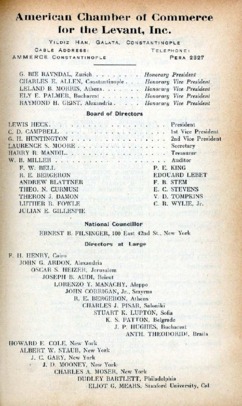 American Chamber of Commerce
for the Levant, Inc.
YILDIZ HAN, GALATA, CONSTANTINOPLE
CABLE ADDRESS: TELEPHONE:
AMMERCE CONSTANTINOPLE PERA 2227
G. BIE RAVNDAL, Zurich Honorary President
CHARLES E. ALLEN, Constantinople Honorary Vice President
LELAND B. MORRIS, Athens Honorary Vice President
ELY E. PALMER, Bucharest Honorary Vice President
RAYMOND H. GEIST, Alexandria Honorary Vice President
Board of Directors
LEWIS HECK President
C. D. CAMPBELL 1st Vice President
G. H. HUNTINGTON 2nd Vice President
LAURENCE S. MOORE Secretary
HARRY R. MANDIL Treasurer
W. B. MILLER Auditor
F. W. BELL P. E. KING
R. E. BERGERON EDOUARD LEBET
ANDREW BLATTNER F. B. STEM
THEO. N. CURMUSI E. C. STEVENS
THERON J. DAMON V. D. TOMPKINS
LUTHER R. FOWLE C. B. WYLIE, Jr.
JULIAN E. GILLESPIE
National Councillor
ERNEST B. FILSINGER, 100 East 42nd St., New York
Directors at Large
F. H. HENRY, Cairo
JOHN G. ARDON, Alexandria
OSCAR S. HEIZER, Jerusalem
JOSEPH B. AUDI, Beirut
LORENZO Y. MANACHY, Aleppo
JOHN CORRIGAN, Jr., Smyrna
R. E. BERGERON, Athens
CHARLES J. PISAR, Saloniki
STUART K. LUPTON, Sofia
K. S. PATTON, Belgrade
J. P. HUGHES, Bucharest
ANTH. THEODORIDI, Braila
HOWARD E. COLE, New York
ALBERT W. STAUB, New York
J. C. GARY, New York
J. D. MOONEY, New York
CHARLES A. MOSER, New York
DUDLEY BARTLETT, Philadelphia
ELIOT G. MEARS, Stanford University, Cal